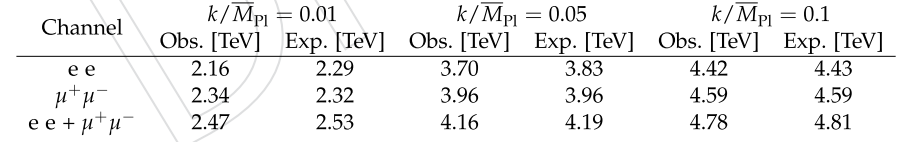 Channel k/M̅Pl = 0.01 k/M̅Pl = 0.05 k/M̅Pl = 0.1
Obs. [TeV] Exp. [TeV] Obs. [TeV] Exp. [TeV] Obs. [TeV] Exp. [TeV]
e e 2.16 2.29 3.70 3.83 4.42 4.43
μ⁺μ⁻ 2.34 2.32 3.96 3.96 4.59 4.59
e e + μ⁺μ⁻ 2.47 2.53 4.16 4.19 4.78 4.81